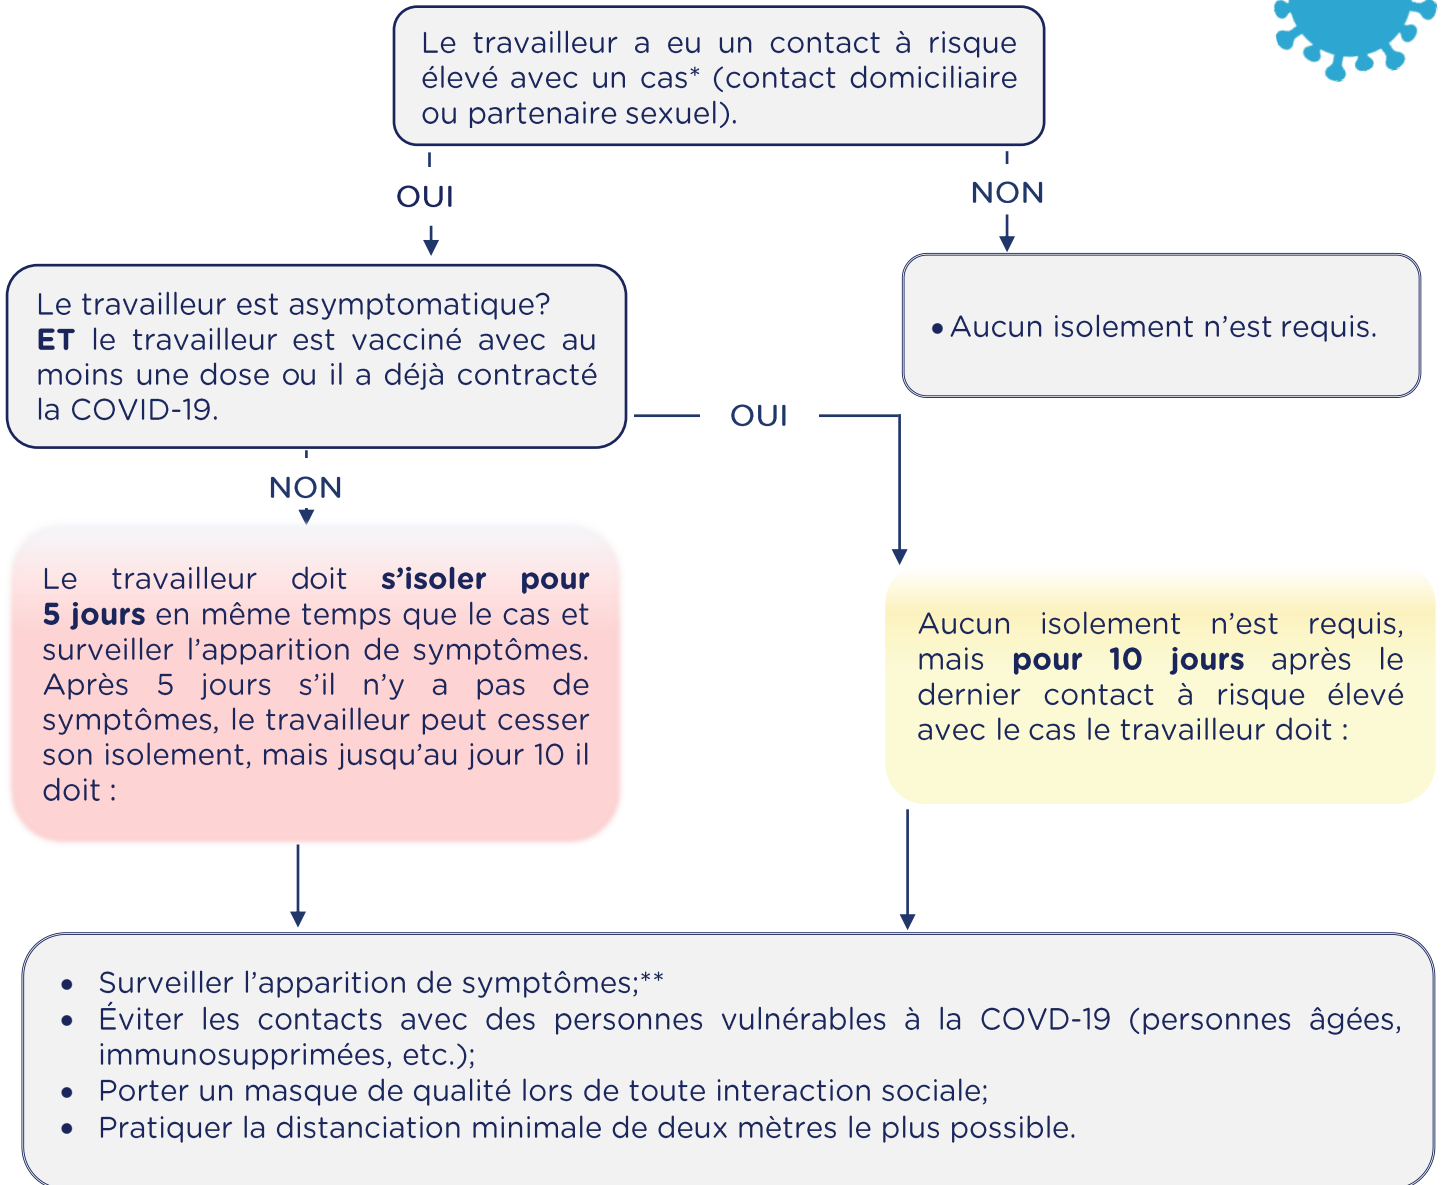 Le travailleur a eu un contact à risque
élevé avec un cas* (contact domiciliaire
ou partenaire sexuel).
OUI
NON
Le travailleur est asymptomatique?
ET le travailleur est vacciné avec au
moins une dose ou il a déjà contracté
la COVID-19.
• Aucun isolement n’est requis.
OUI
NON
Le travailleur doit s’isoler pour
5 jours en même temps que le cas et
surveiller l’apparition de symptômes.
Après 5 jours s’il n’y a pas de
symptômes, le travailleur peut cesser
son isolement, mais jusqu’au jour 10 il
doit :
Aucun isolement n’est requis,
mais pour 10 jours après le
dernier contact à risque élevé
avec le cas le travailleur doit :
• Surveiller l’apparition de symptômes;**
• Éviter les contacts avec des personnes vulnérables à la COVD-19 (personnes âgées,
immunosupprimées, etc.);
• Porter un masque de qualité lors de toute interaction sociale;
• Pratiquer la distanciation minimale de deux mètres le plus possible.